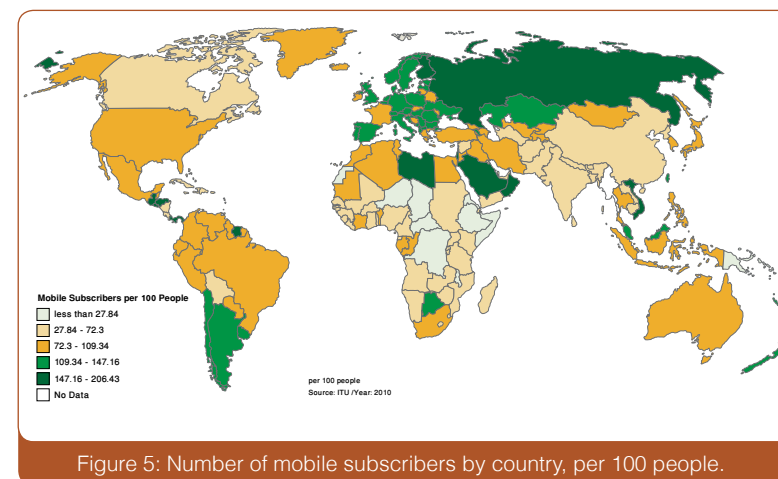 Mobile Subscribers per 100 People
less than 27.84
27.84 - 72.3
72.3 - 109.34
109.34 - 147.16
147.16 - 206.43
No Data
per 100 people
Source: ITU /Year: 2010
Figure 5: Number of mobile subscribers by country, per 100 people.